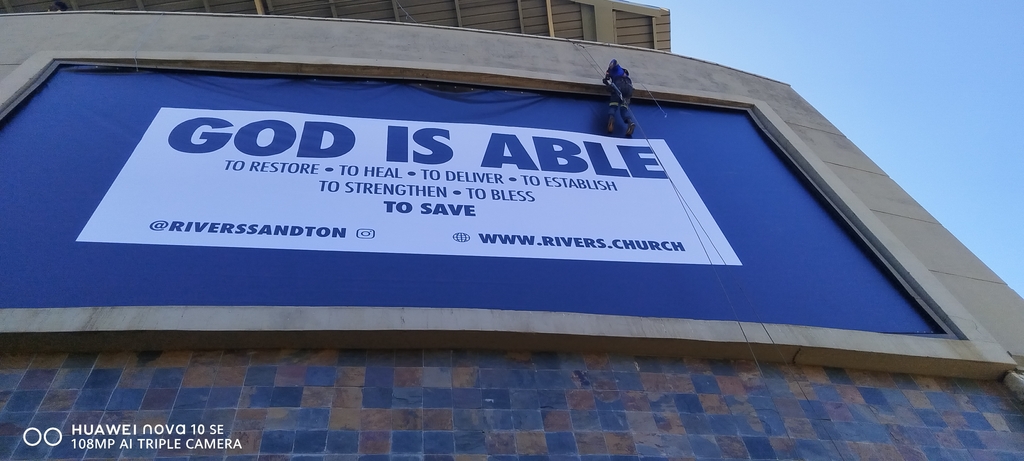 GOD IS ABLE
TO RESTORE • TO HEAL • TO DELIVER • TO ESTABLISH
TO STRENGTHEN • TO BLESS
TO SAVE
@RIVERSSANDTON WWW.RIVERS.CHURCH
HUAWEI nova 10 SE
108MP AI TRIPLE CAMERA